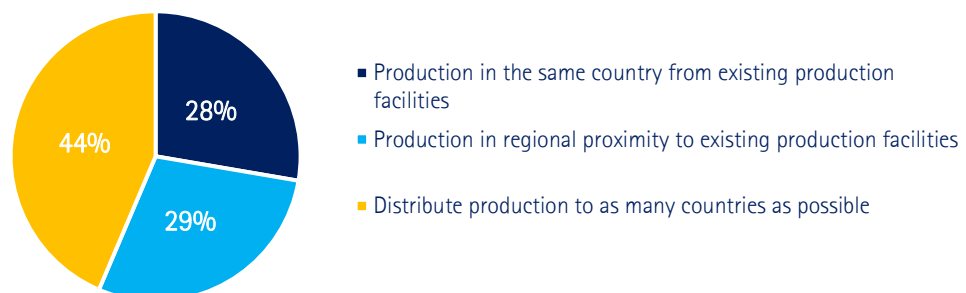 28%
44%
29%
Production in the same country from existing production
facilities
Production in regional proximity to existing production facilities
Distribute production to as many countries as possible